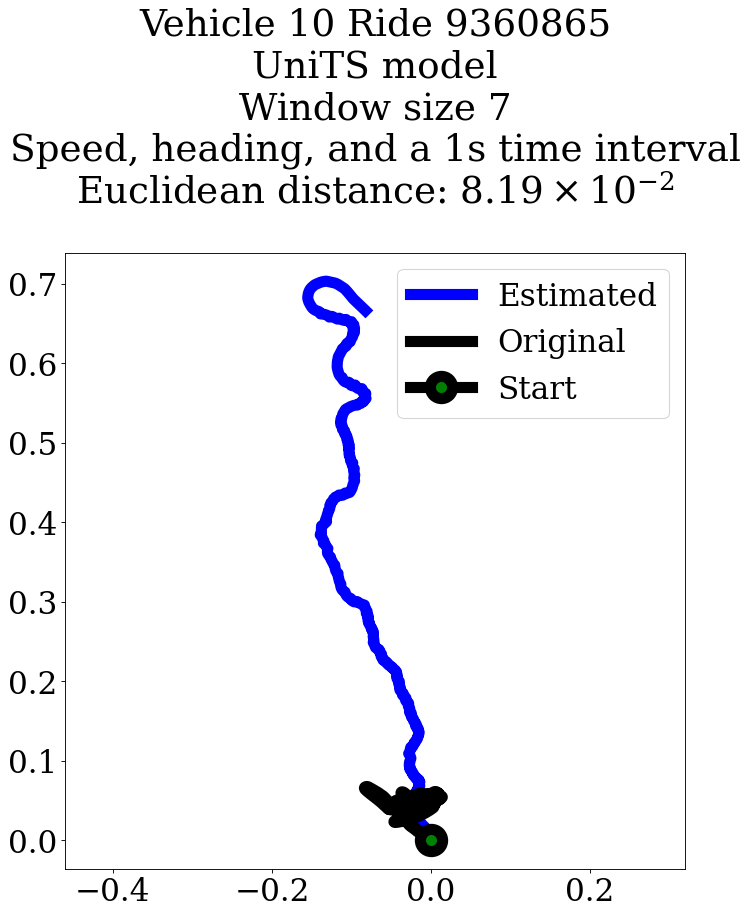 Vehicle 10 Ride 9360865
UniTS model
Window size 7
Speed, heading, and a 1s time interval
Euclidean distance: 8.19 × 10⁻²
Estimated
Original
Start
0.7
0.6
0.5
0.4
0.3
0.2
0.1
0.0
−0.4 −0.2 0.0 0.2